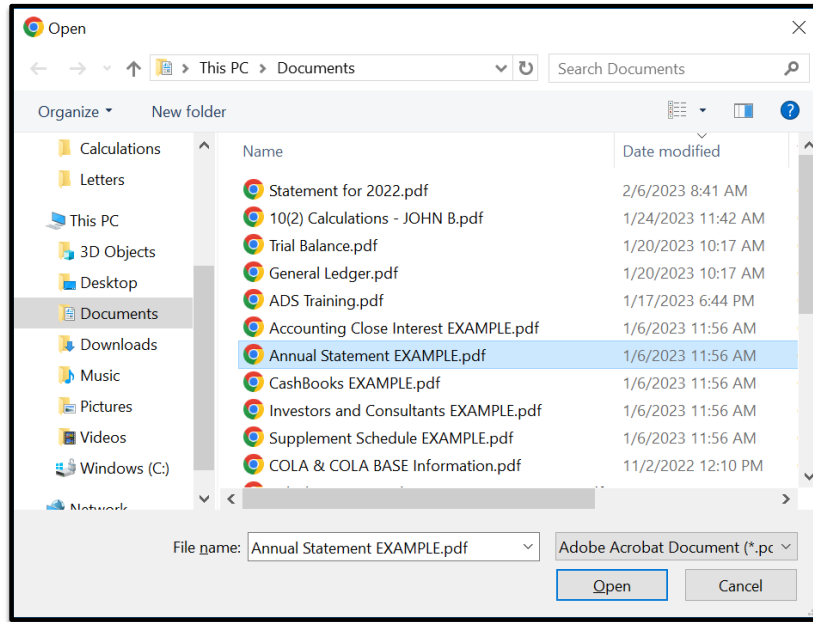 Open
This PC > Documents
Search Documents
Organize
New folder
Calculations
Letters
This PC
3D Objects
Desktop
Documents
Downloads
Music
Pictures
Videos
Windows (C:)
Network
Name Date modified
Statement for 2022.pdf 2/6/2023 8:41 AM
10(2) Calculations - JOHN B.pdf 1/24/2023 11:42 AM
Trial Balance.pdf 1/20/2023 10:17 AM
General Ledger.pdf 1/20/2023 10:17 AM
ADS Training.pdf 1/17/2023 6:44 PM
Accounting Close Interest EXAMPLE.pdf 1/6/2023 11:56 AM
Annual Statement EXAMPLE.pdf 1/6/2023 11:56 AM
CashBooks EXAMPLE.pdf 1/6/2023 11:56 AM
Investors and Consultants EXAMPLE.pdf 1/6/2023 11:56 AM
Supplement Schedule EXAMPLE.pdf 1/6/2023 11:56 AM
COLA & COLA BASE Information.pdf 11/2/2022 12:10 PM
File name: Annual Statement EXAMPLE.pdf
Adobe Acrobat Document (*.pc
Open Cancel